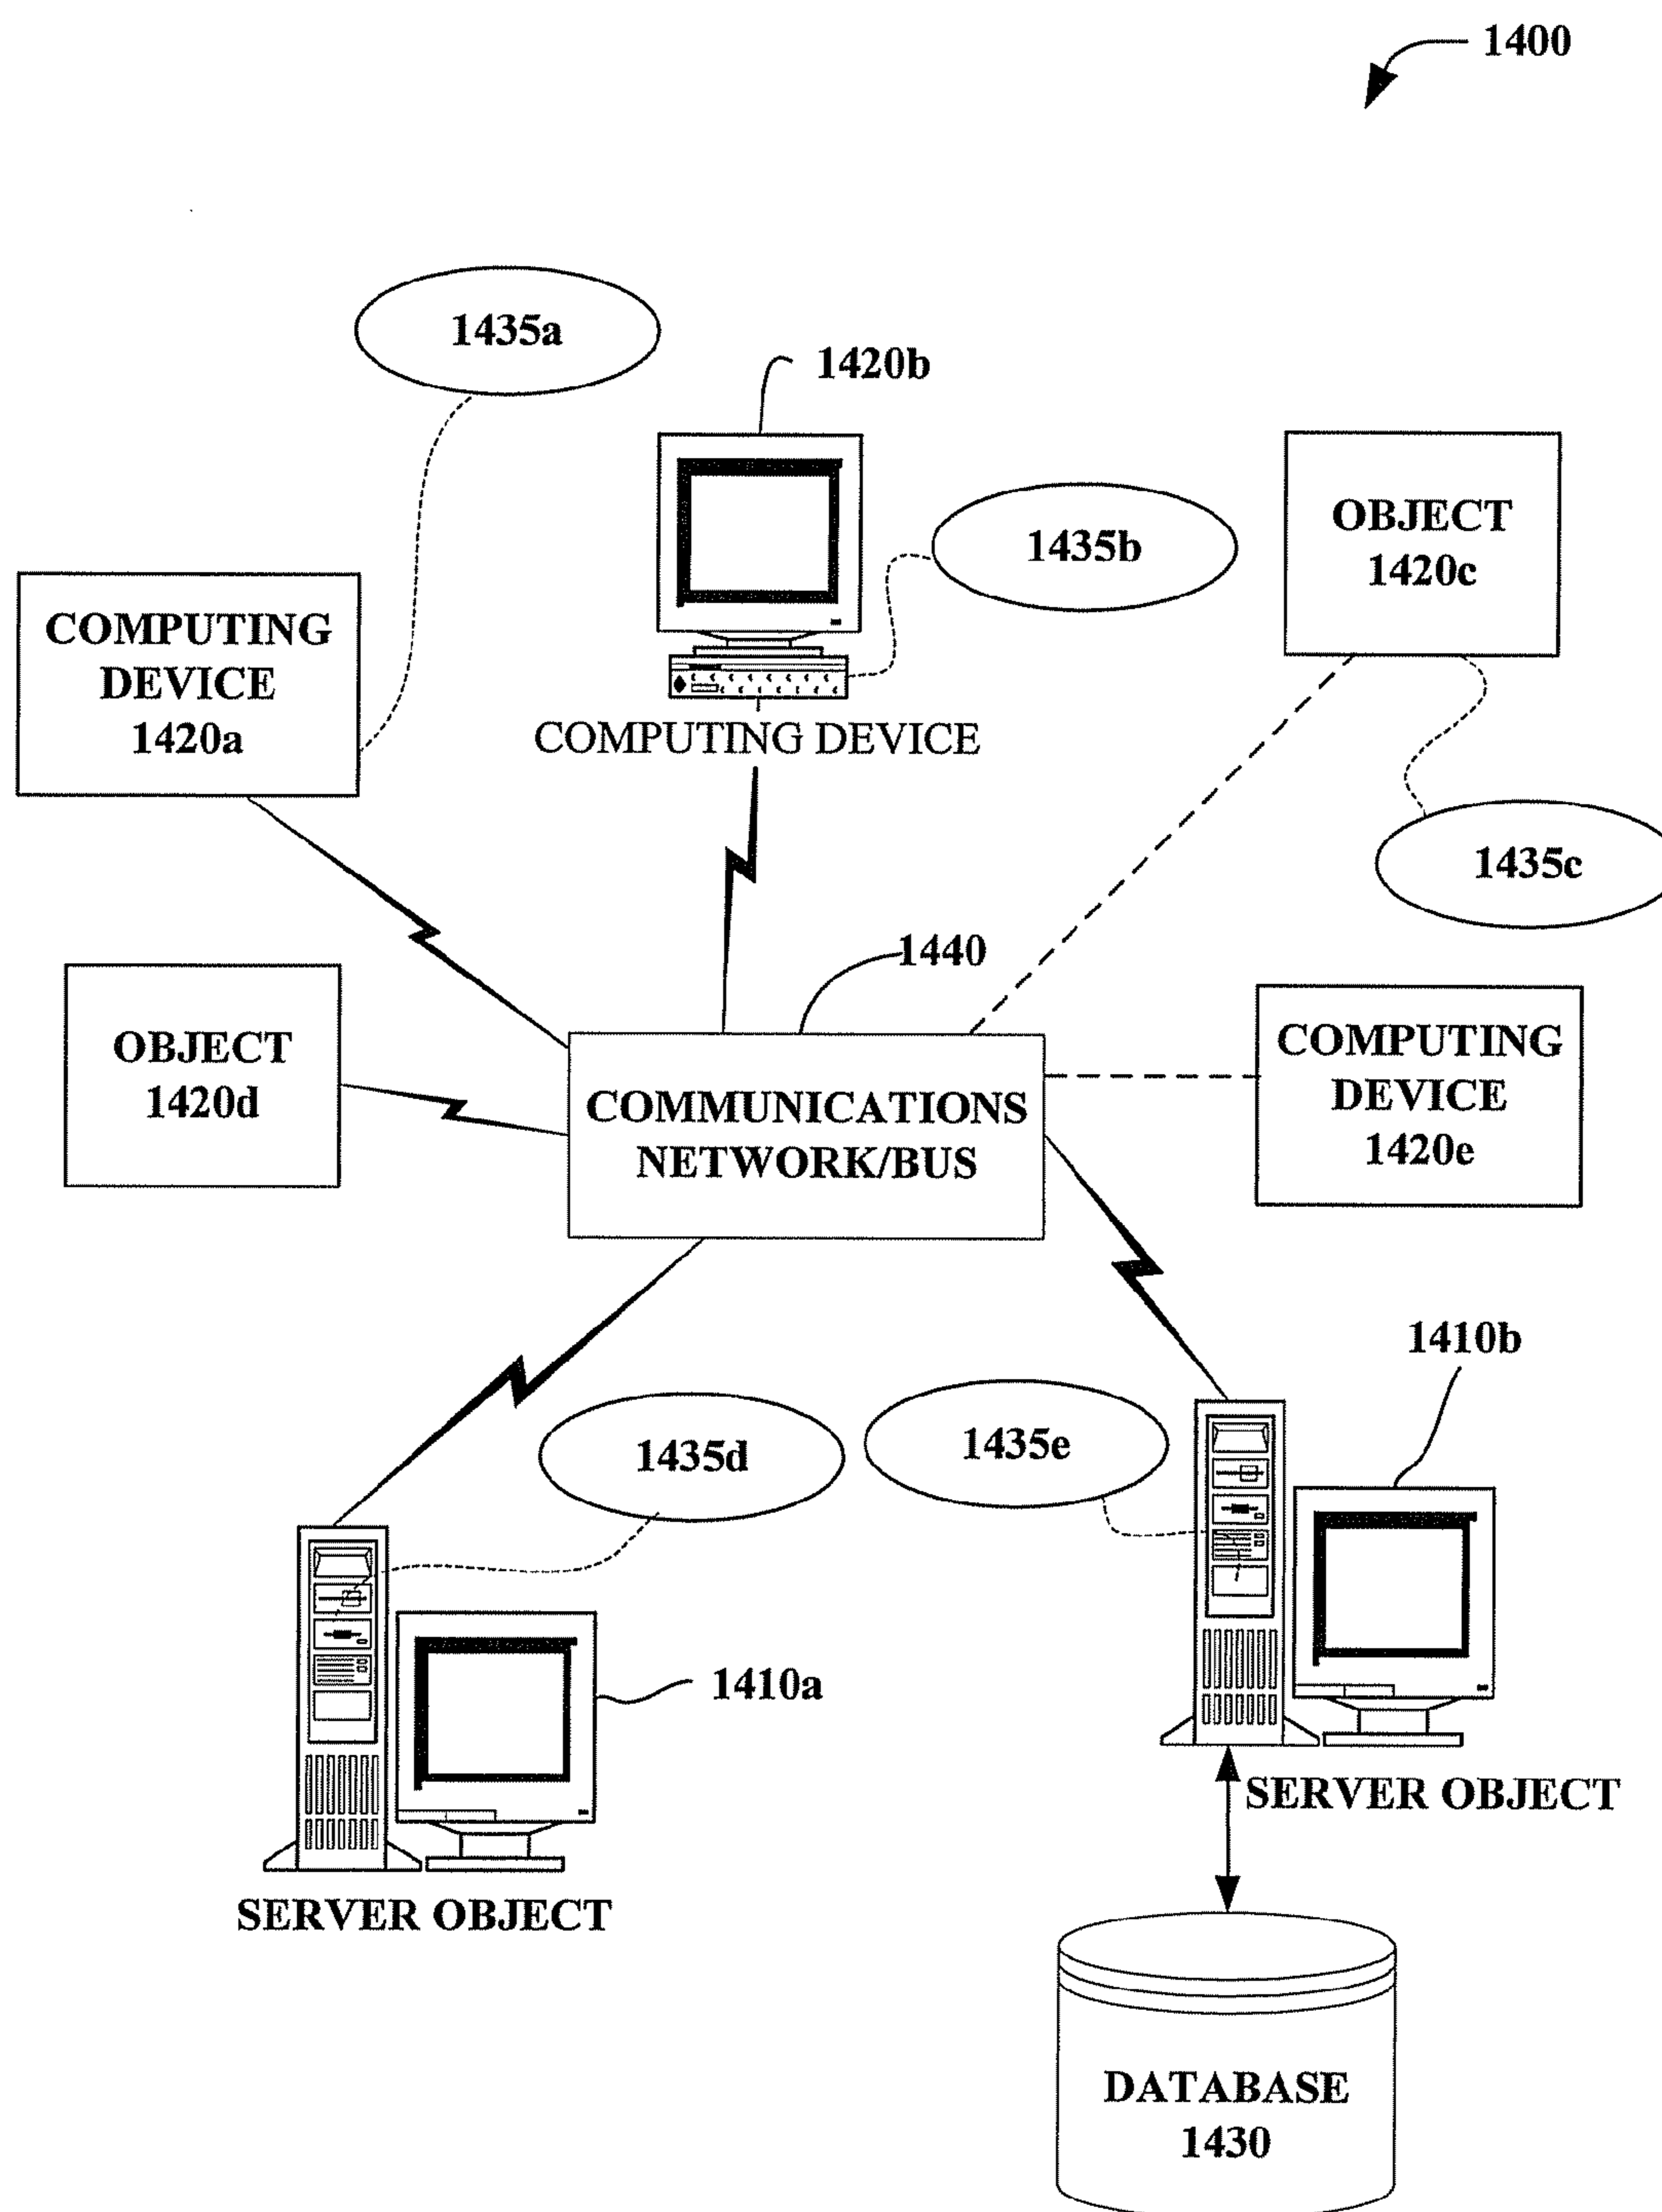 1400
1435a
1420b
1435b
OBJECT
1420c
COMPUTING
DEVICE
1420a
COMPUTING DEVICE
1435c
1440
OBJECT
1420d
COMMUNICATIONS
NETWORK/BUS
COMPUTING
DEVICE
1420e
1410b
1435d
1435e
1410a
SERVER OBJECT
SERVER OBJECT
DATABASE
1430